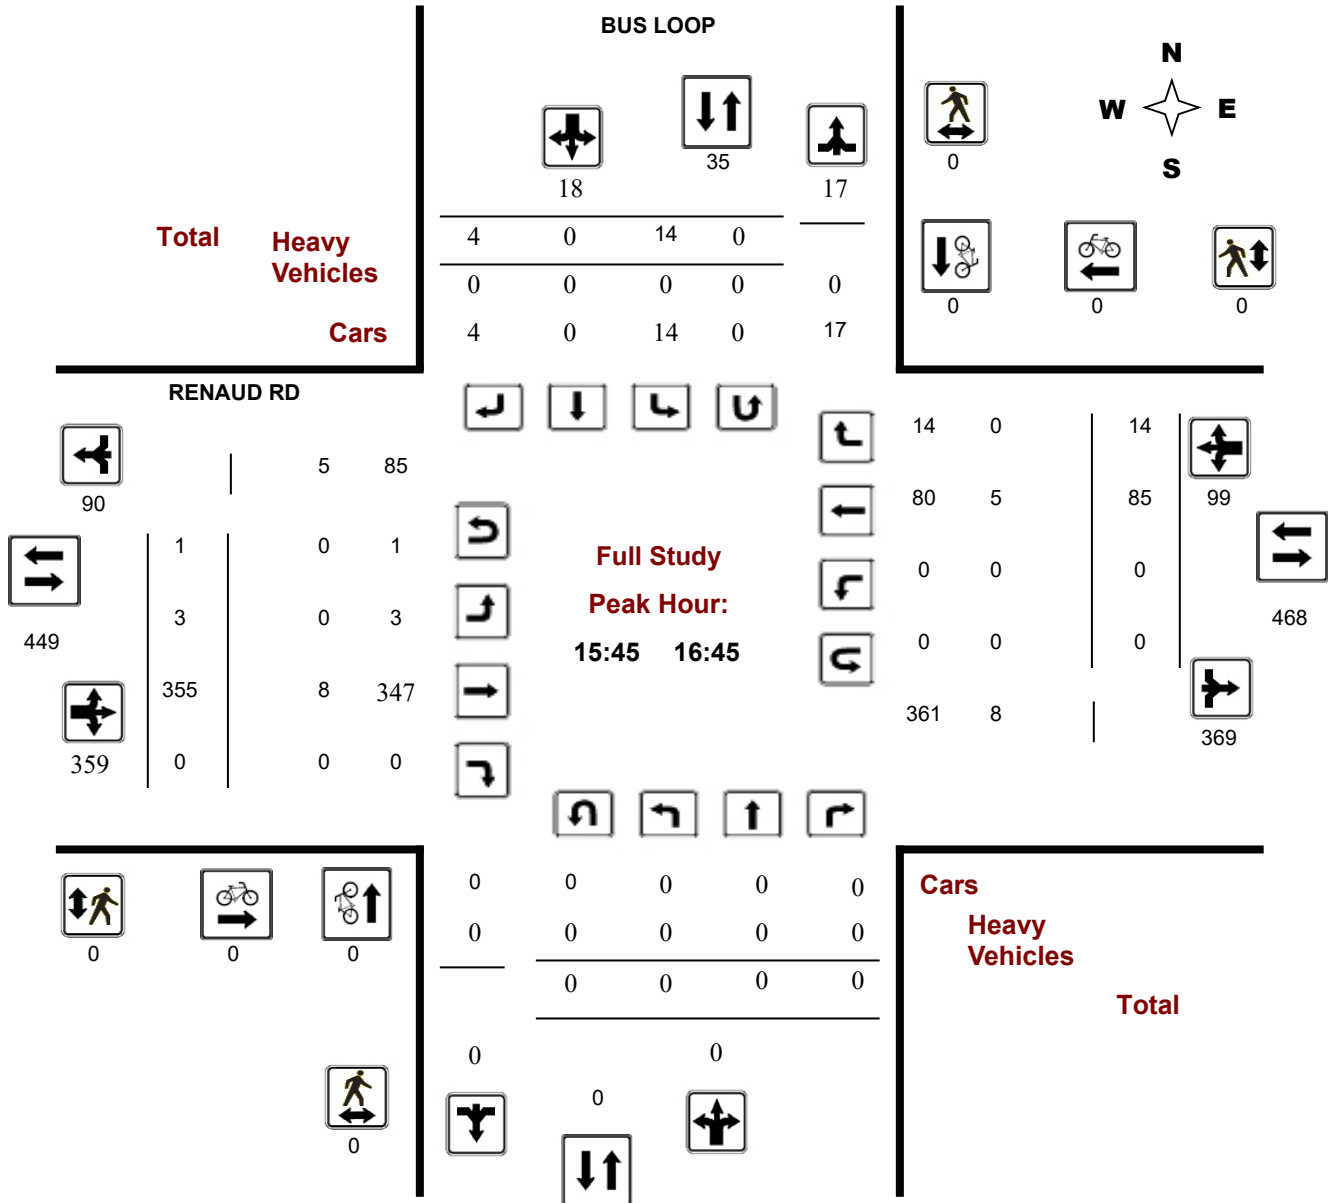 BUS LOOP
N
W E
S
18 35 17 0
Total Heavy Vehicles
4 0 14 0
0 0 0 0 0
Cars 4 0 14 0 17
0 0 0
RENAUD RD
14 0 14
5 85
90
80 5 85 99
1 0 1
Full Study
0 0 0
3 0 3
Peak Hour:
449
15:45 16:45
0 0 0
468
355 8 347
361 8
369
359 0 0 0
0 0 0 0 0
Cars
0 0 0 0 0
Heavy
Vehicles
0 0 0
0 0 0 0
Total
0 0
0
0